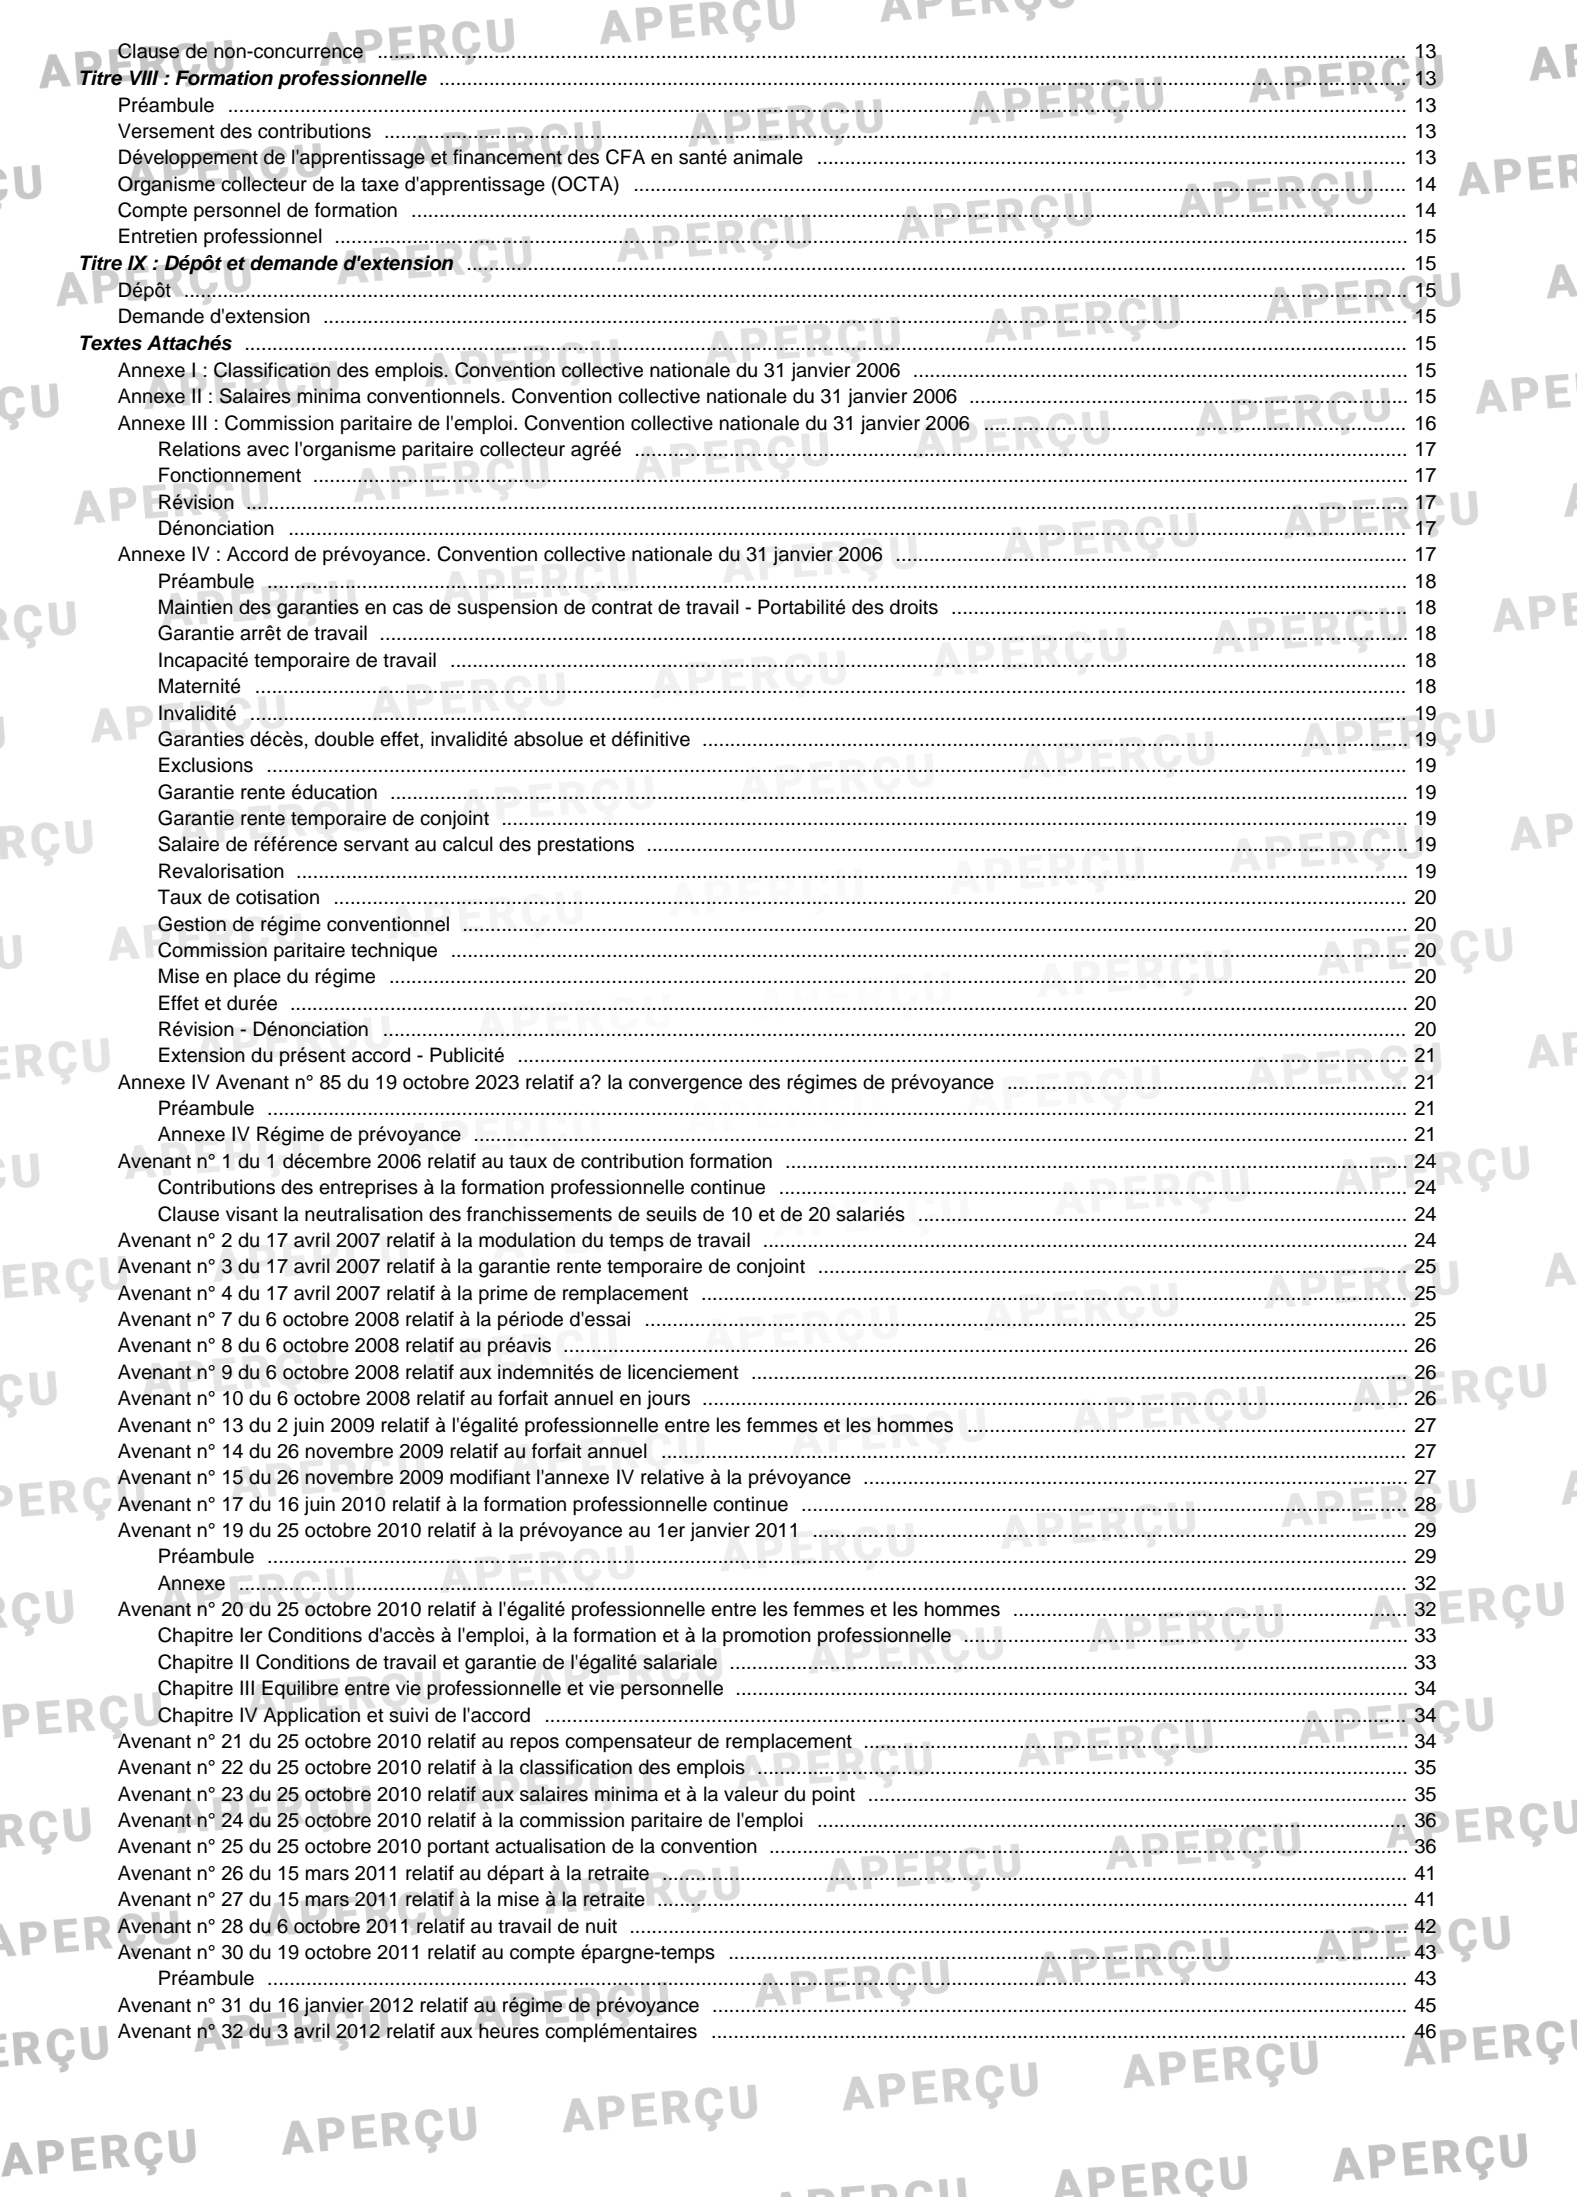 Clause de non-concurrence ........ 13
Titre VIII : Formation professionnelle ........ 13
Préambule ........ 13
Versement des contributions ........ 13
Développement de l'apprentissage et financement des CFA en santé animale ........ 13
Organisme collecteur de la taxe d'apprentissage (OCTA) ........ 14
Compte personnel de formation ........ 14
Entretien professionnel ........ 15
Titre IX : Dépôt et demande d'extension ........ 15
Dépôt ........ 15
Demande d'extension ........ 15
Textes Attachés ........ 15
Annexe I : Classification des emplois. Convention collective nationale du 31 janvier 2006 ........ 15
Annexe II : Salaires minima conventionnels. Convention collective nationale du 31 janvier 2006 ........ 15
Annexe III : Commission paritaire de l'emploi. Convention collective nationale du 31 janvier 2006 ........ 16
Relations avec l'organisme paritaire collecteur agréé ........ 17
Fonctionnement ........ 17
Révision ........ 17
Dénonciation ........ 17
Annexe IV : Accord de prévoyance. Convention collective nationale du 31 janvier 2006 ........ 17
Préambule ........ 18
Maintien des garanties en cas de suspension de contrat de travail - Portabilité des droits ........ 18
Garantie arrêt de travail ........ 18
Incapacité temporaire de travail ........ 18
Maternité ........ 18
Invalidité ........ 19
Garanties décès, double effet, invalidité absolue et définitive ........ 19
Exclusions ........ 19
Garantie rente éducation ........ 19
Garantie rente temporaire de conjoint ........ 19
Salaire de référence servant au calcul des prestations ........ 19
Revalorisation ........ 19
Taux de cotisation ........ 20
Gestion de régime conventionnel ........ 20
Commission paritaire technique ........ 20
Mise en place du régime ........ 20
Effet et durée ........ 20
Révision - Dénonciation ........ 20
Extension du présent accord - Publicité ........ 21
Annexe IV Avenant n° 85 du 19 octobre 2023 relatif a? la convergence des régimes de prévoyance ........ 21
Préambule ........ 21
Annexe IV Régime de prévoyance ........ 21
Avenant n° 1 du 1 décembre 2006 relatif au taux de contribution formation ........ 24
Contributions des entreprises à la formation professionnelle continue ........ 24
Clause visant la neutralisation des franchissements de seuils de 10 et de 20 salariés ........ 24
Avenant n° 2 du 17 avril 2007 relatif à la modulation du temps de travail ........ 24
Avenant n° 3 du 17 avril 2007 relatif à la garantie rente temporaire de conjoint ........ 25
Avenant n° 4 du 17 avril 2007 relatif à la prime de remplacement ........ 25
Avenant n° 7 du 6 octobre 2008 relatif à la période d'essai ........ 25
Avenant n° 8 du 6 octobre 2008 relatif au préavis ........ 26
Avenant n° 9 du 6 octobre 2008 relatif aux indemnités de licenciement ........ 26
Avenant n° 10 du 6 octobre 2008 relatif au forfait annuel en jours ........ 26
Avenant n° 13 du 2 juin 2009 relatif à l'égalité professionnelle entre les femmes et les hommes ........ 27
Avenant n° 14 du 26 novembre 2009 relatif au forfait annuel ........ 27
Avenant n° 15 du 26 novembre 2009 modifiant l'annexe IV relative à la prévoyance ........ 27
Avenant n° 17 du 16 juin 2010 relatif à la formation professionnelle continue ........ 28
Avenant n° 19 du 25 octobre 2010 relatif à la prévoyance au 1er janvier 2011 ........ 29
Préambule ........ 29
Annexe ........ 32
Avenant n° 20 du 25 octobre 2010 relatif à l'égalité professionnelle entre les femmes et les hommes ........ 32
Chapitre Ier Conditions d'accès à l'emploi, à la formation et à la promotion professionnelle ........ 33
Chapitre II Conditions de travail et garantie de l'égalité salariale ........ 33
Chapitre III Equilibre entre vie professionnelle et vie personnelle ........ 34
Chapitre IV Application et suivi de l'accord ........ 34
Avenant n° 21 du 25 octobre 2010 relatif au repos compensateur de remplacement ........ 34
Avenant n° 22 du 25 octobre 2010 relatif à la classification des emplois ........ 35
Avenant n° 23 du 25 octobre 2010 relatif aux salaires minima et à la valeur du point ........ 35
Avenant n° 24 du 25 octobre 2010 relatif à la commission paritaire de l'emploi ........ 36
Avenant n° 25 du 25 octobre 2010 portant actualisation de la convention ........ 36
Avenant n° 26 du 15 mars 2011 relatif au départ à la retraite ........ 41
Avenant n° 27 du 15 mars 2011 relatif à la mise à la retraite ........ 41
Avenant n° 28 du 6 octobre 2011 relatif au travail de nuit ........ 42
Avenant n° 30 du 19 octobre 2011 relatif au compte épargne-temps ........ 43
Préambule ........ 43
Avenant n° 31 du 16 janvier 2012 relatif au régime de prévoyance ........ 45
Avenant n° 32 du 3 avril 2012 relatif aux heures complémentaires ........ 46
APERÇU